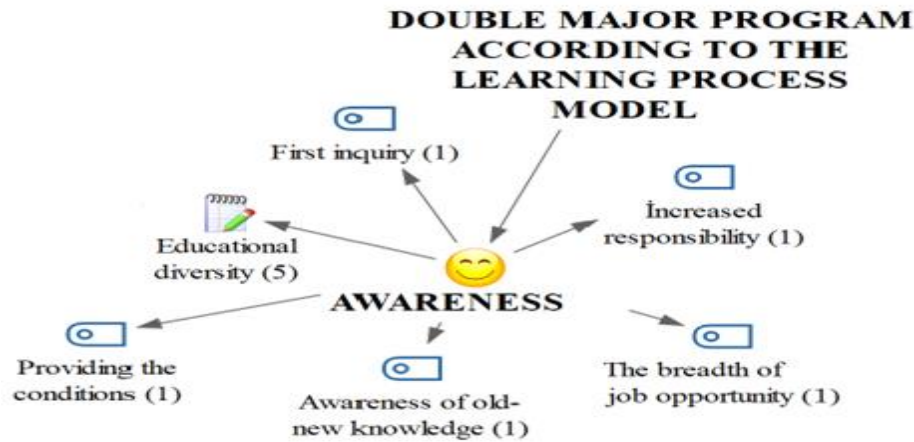 DOUBLE MAJOR PROGRAM
ACCORDING TO THE
LEARNING PROCESS
MODEL
First inquiry (1)
İncreased
responsibility (1)
Educational
diversity (5)
AWARENESS
Providing the
conditions (1)
Awareness of old-
new knowledge (1)
The breadth of
job opportunity (1)